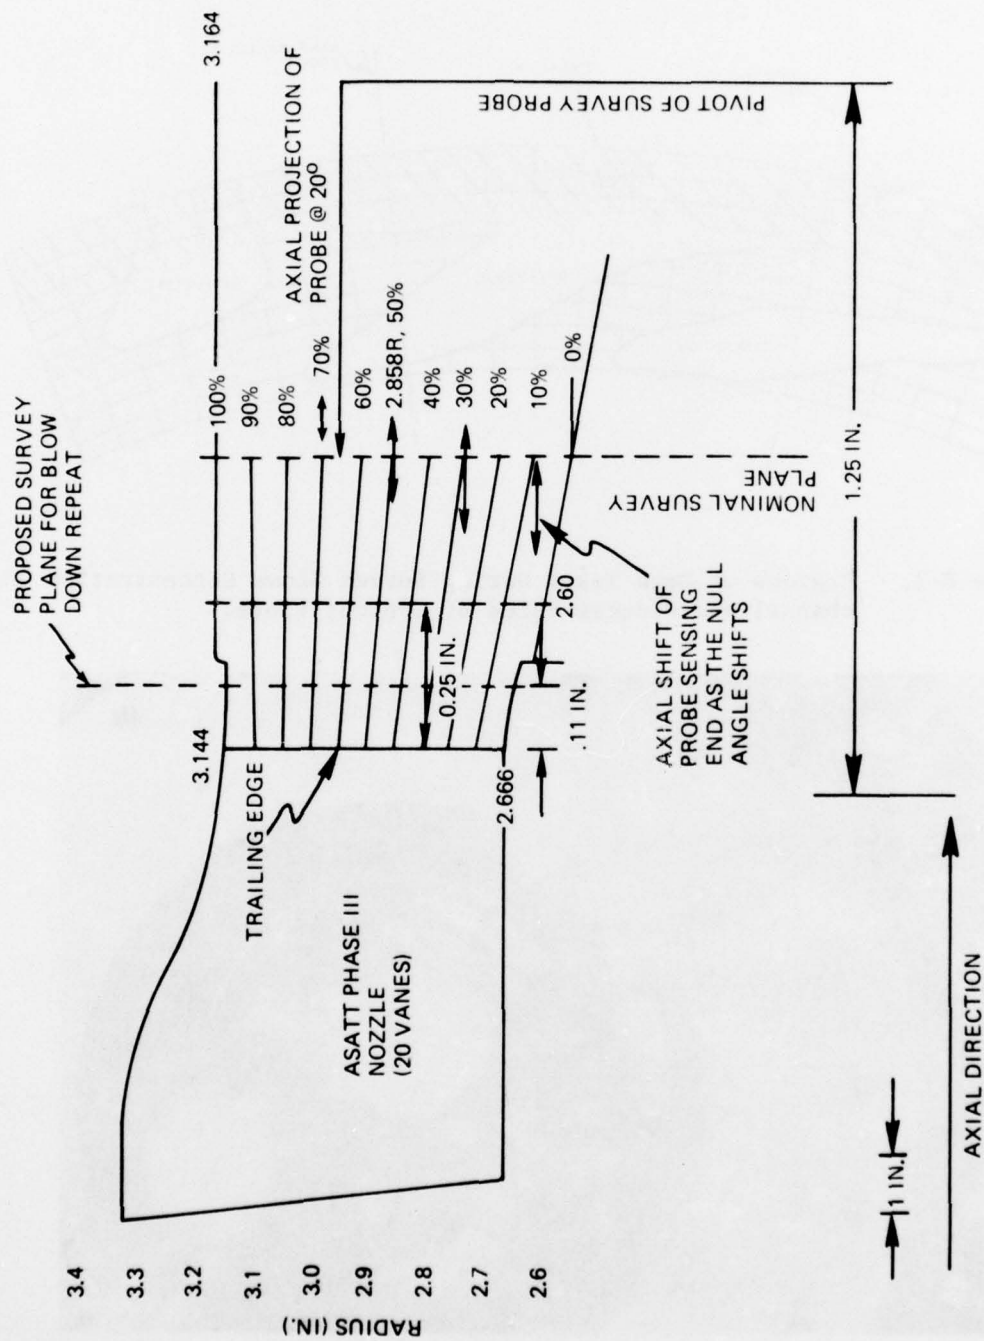 PROPOSED SURVEY
PLANE FOR BLOW
DOWN REPEAT
3.164
3.144
100%
90%
80%
70%
60%
2.858R, 50%
40%
30%
20%
10%
0%
AXIAL PROJECTION OF
PROBE @ 20°
PIVOT OF SURVEY PROBE
NOMINAL SURVEY
PLANE
TRAILING EDGE
0.25 IN.
2.60
2.666
.11 IN.
AXIAL SHIFT OF
PROBE SENSING
END AS THE NULL
ANGLE SHIFTS
1.25 IN.
ASATT PHASE III
NOZZLE
(20 VANES)
RADIUS (IN.)
3.4
3.3
3.2
3.1
3.0
2.9
2.8
2.7
2.6
1 IN.
AXIAL DIRECTION